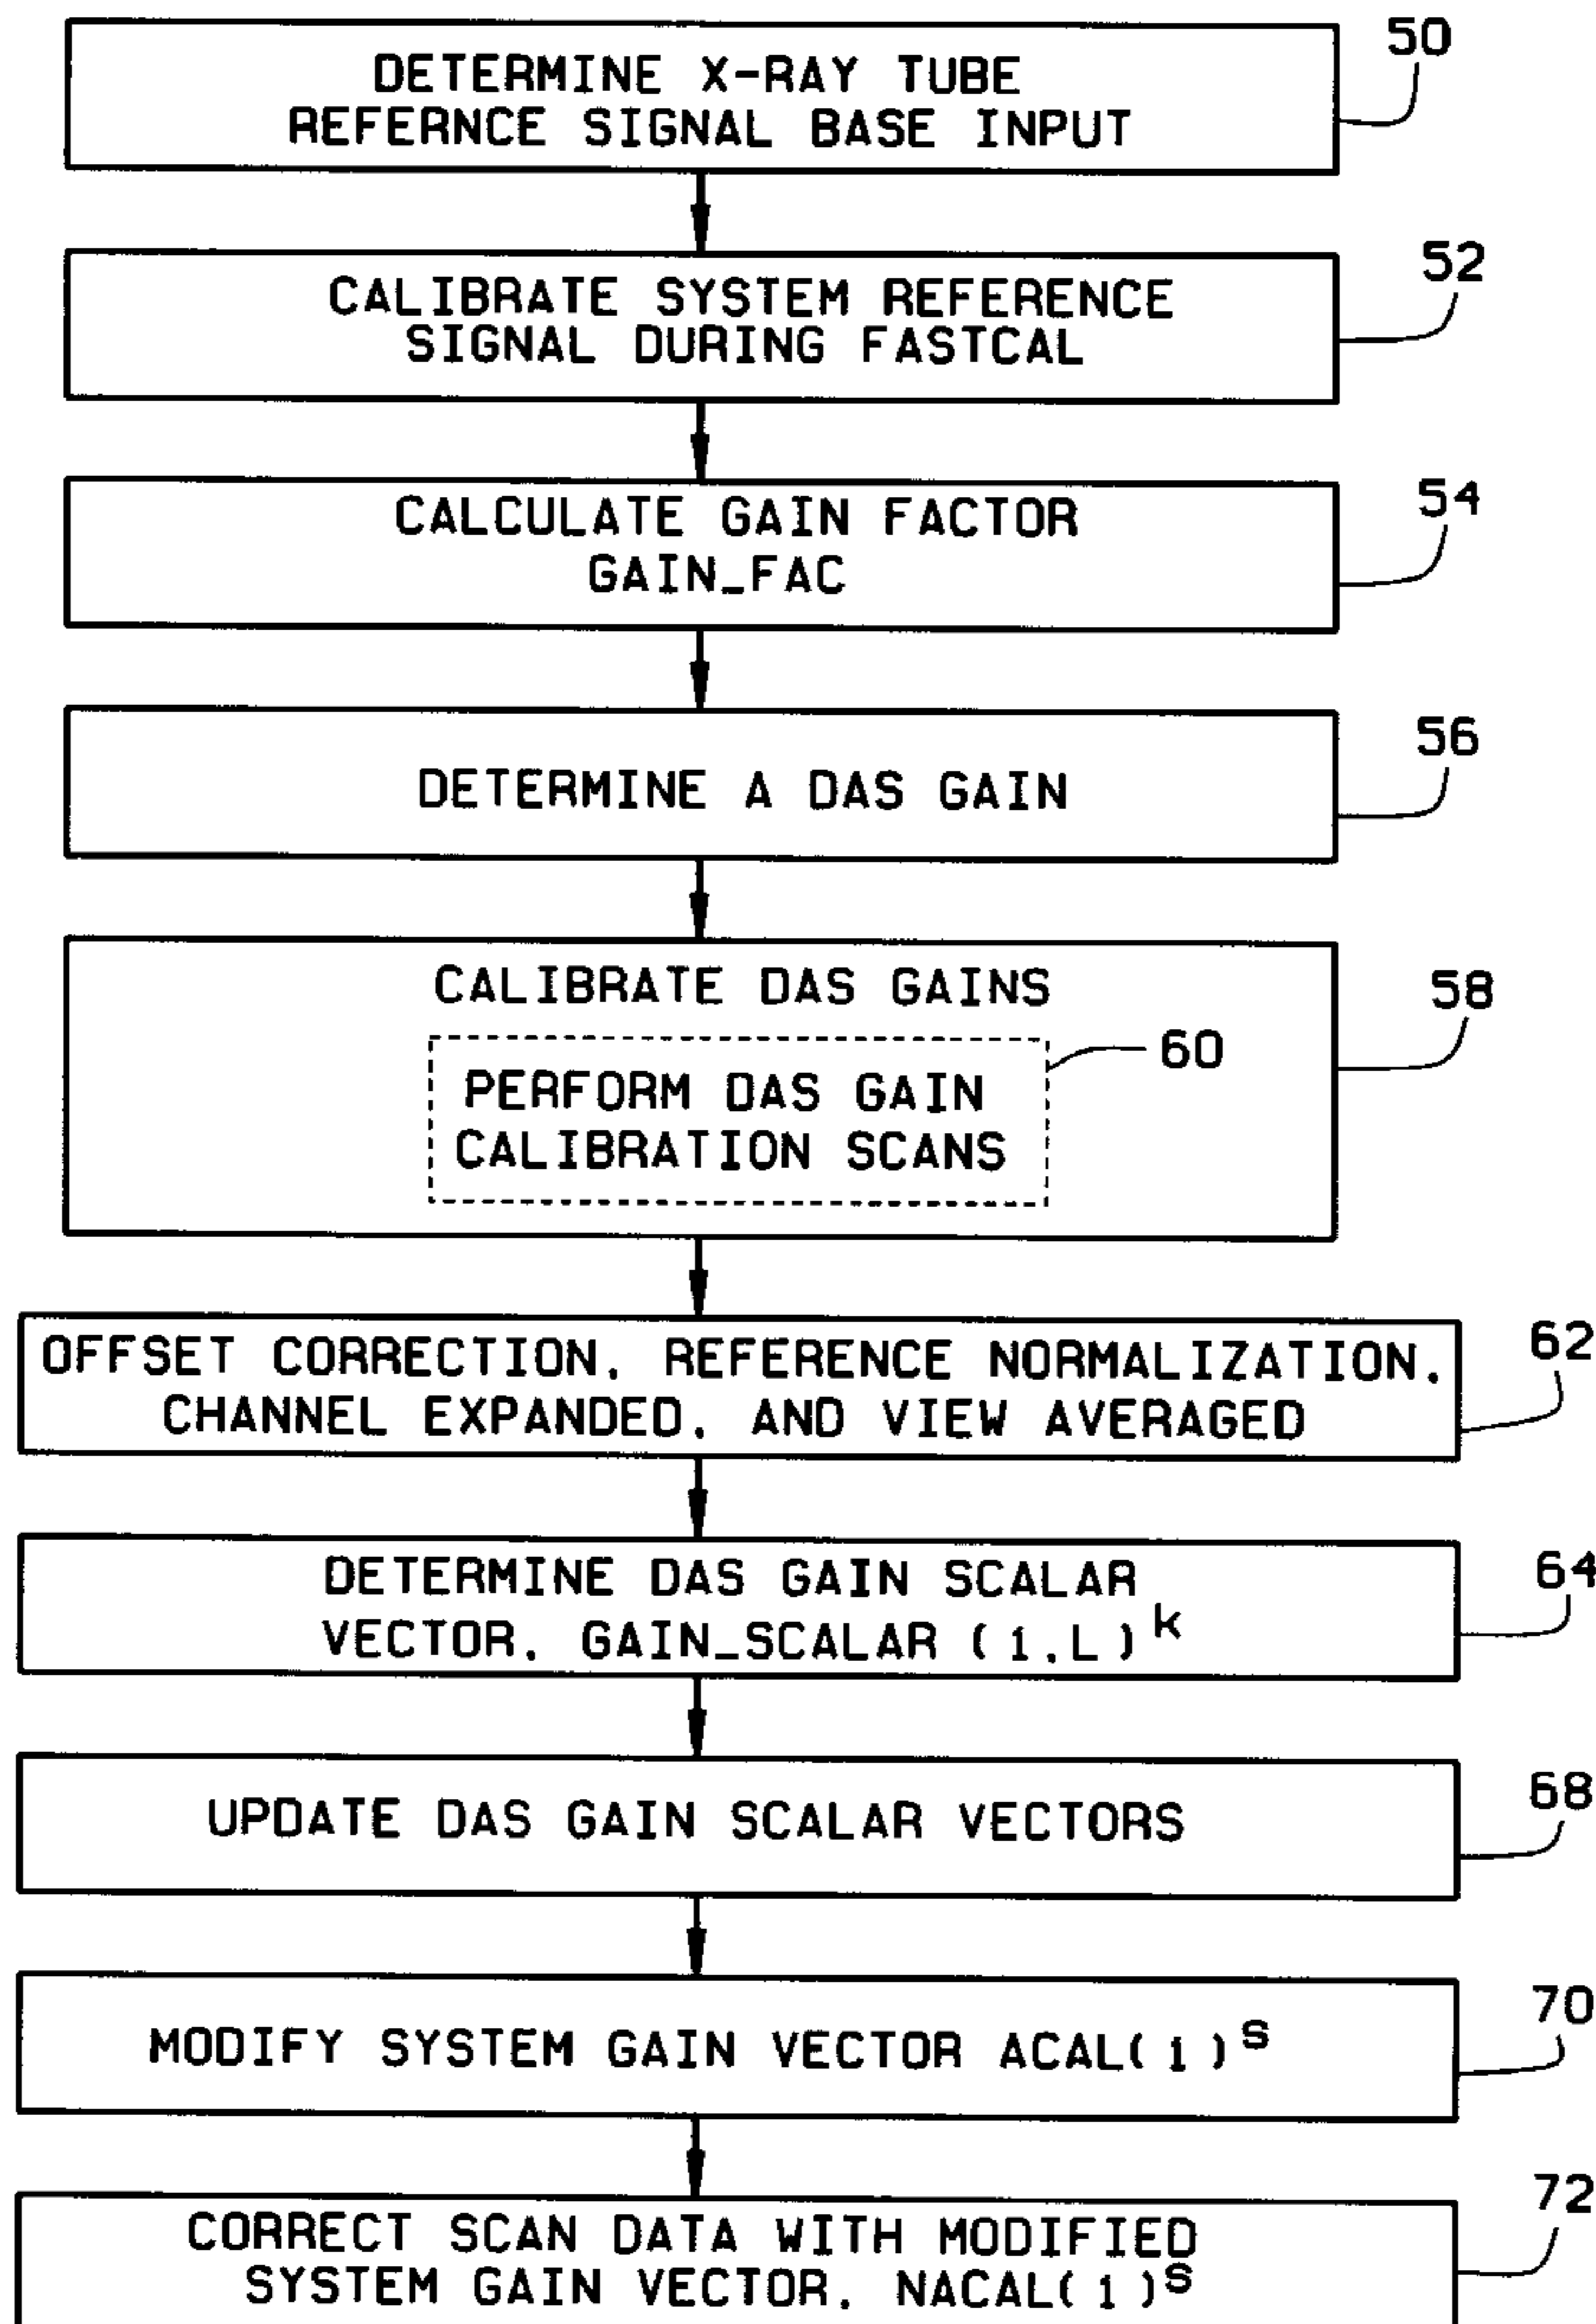 DETERMINE X-RAY TUBE
REFERNCE SIGNAL BASE INPUT
50
CALIBRATE SYSTEM REFERENCE
SIGNAL DURING FASTCAL
52
CALCULATE GAIN FACTOR
GAIN_FAC
54
DETERMINE A DAS GAIN
56
CALIBRATE DAS GAINS
58
PERFORM DAS GAIN
CALIBRATION SCANS
60
OFFSET CORRECTION, REFERENCE NORMALIZATION,
CHANNEL EXPANDED, AND VIEW AVERAGED
62
DETERMINE DAS GAIN SCALAR
VECTOR, GAIN_SCALAR (i,L)^k
64
UPDATE DAS GAIN SCALAR VECTORS
68
MODIFY SYSTEM GAIN VECTOR ACAL(i)^S
70
CORRECT SCAN DATA WITH MODIFIED
SYSTEM GAIN VECTOR, NACAL(i)^S
72